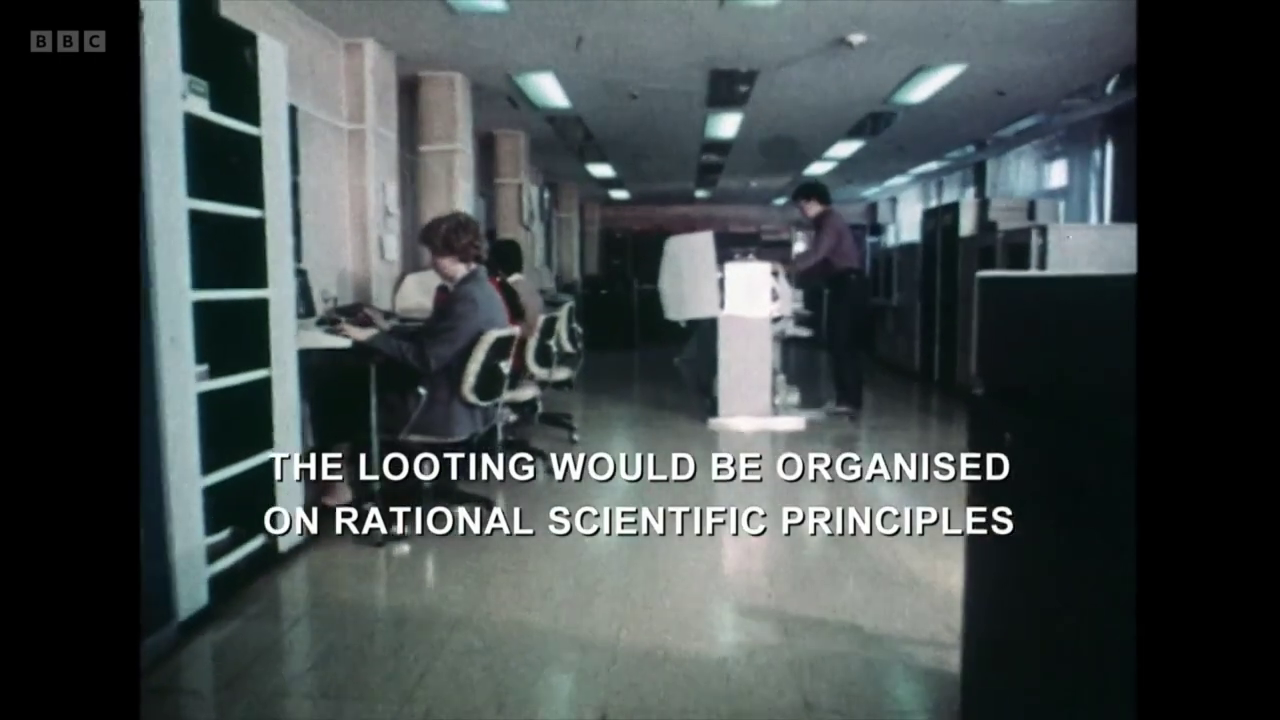 BBC
THE LOOTING WOULD BE ORGANISED
ON RATIONAL SCIENTIFIC PRINCIPLES